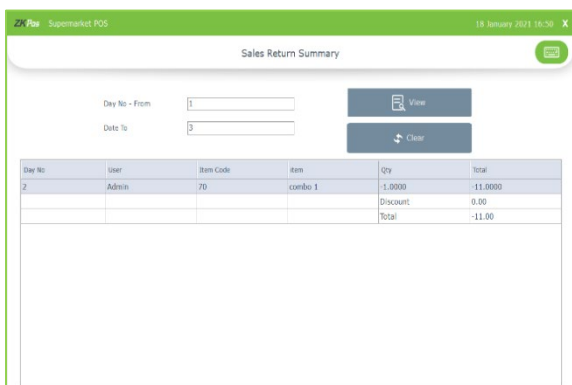 ZKPos Supermarket POS 18 January 2021 16:50 X
Sales Return Summary
Day No - From 1 View
Date To 3 Clear
Day No User Item Code item Qty Total
2 Admin 70 combo 1 -1.0000 -11.0000
Discount 0.00
Total -11.00